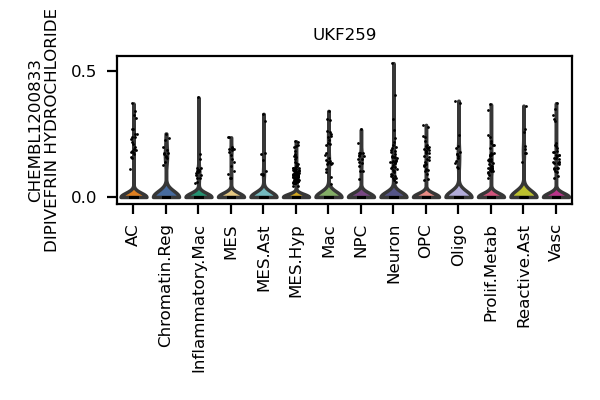 UKF259
CHEMBL1200833
DIPIVEFRIN HYDROCHLORIDE
0.5
0.0
AC
Chromatin.Reg
Inflammatory.Mac
MES
MES.Ast
MES.Hyp
Mac
NPC
Neuron
OPC
Oligo
Prolif.Metab
Reactive.Ast
Vasc